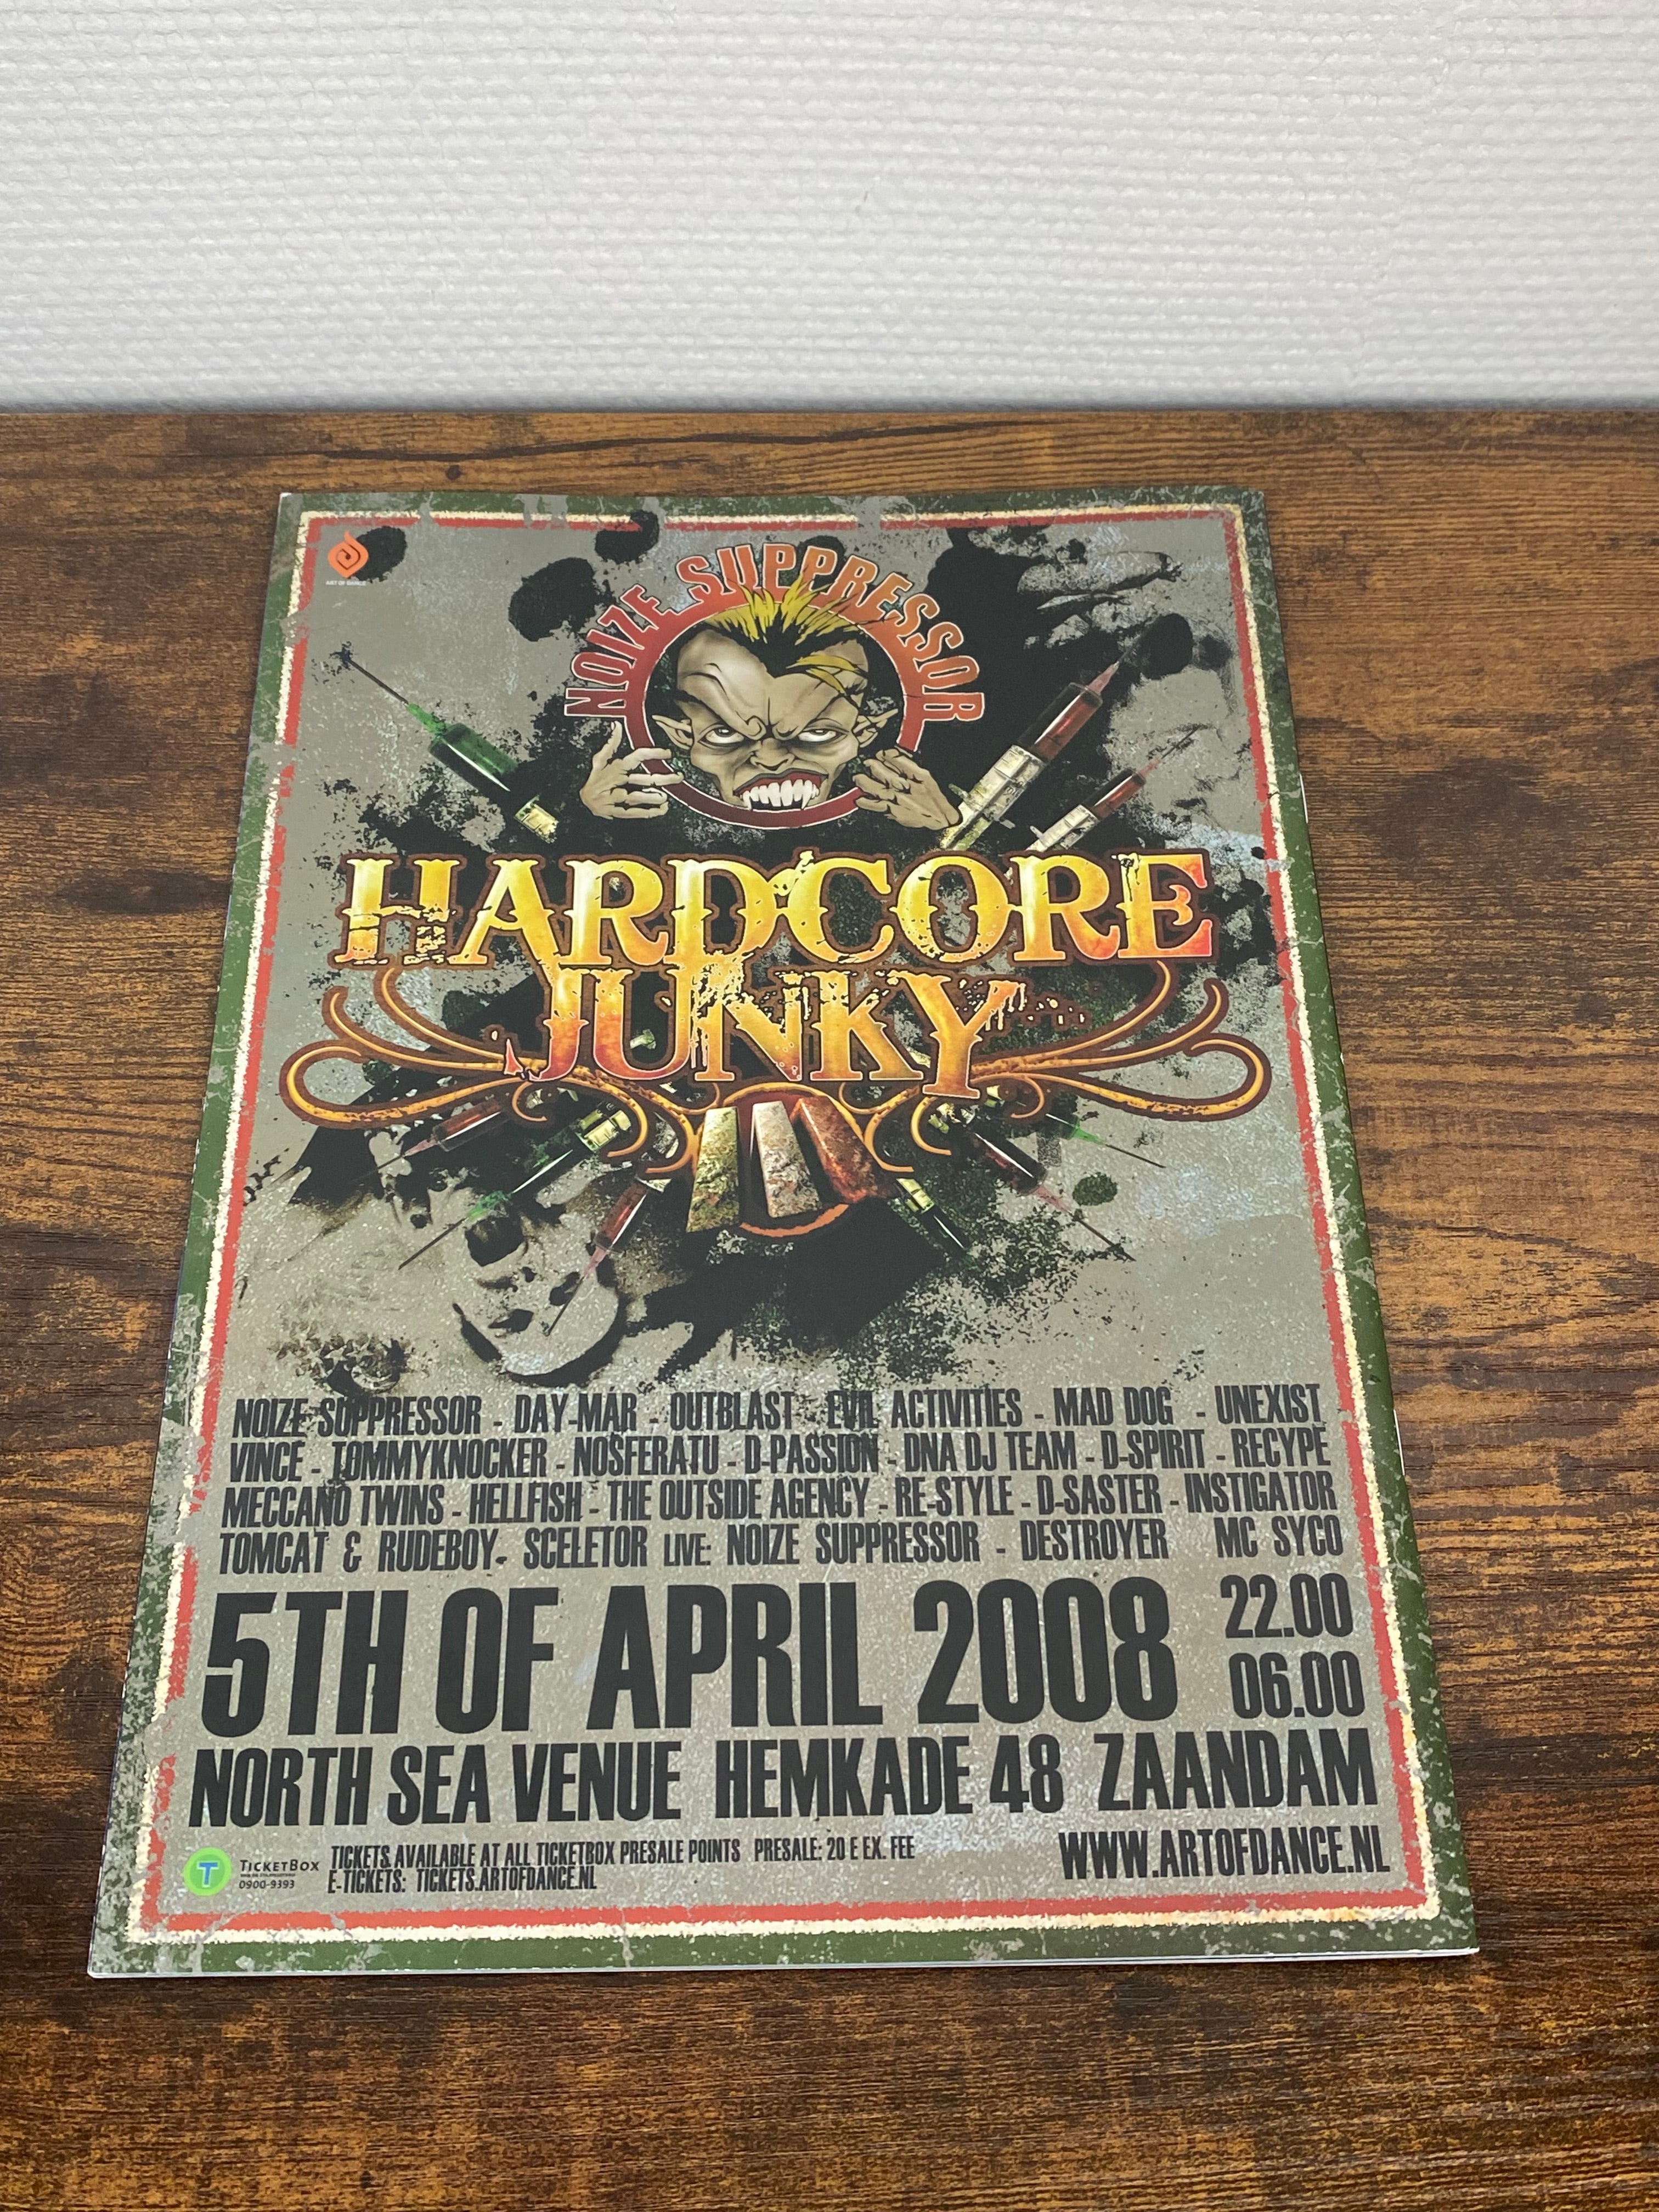 ART OF DANCE
NOIZE SUPPRESSOR
HARDCORE
JUNKY
NOIZE SUPPRESSOR - DAY-MAR - OUTBLAST - EVIL ACTIVITIES - MAD DOG - UNEXIST
VINCE - TOMMYKNOCKER - NOSFERATU - D-PASSION - DNA DJ TEAM - D-SPIRIT - RECYPE
MECCANO TWINS - HELLFISH - THE OUTSIDE AGENCY - RE-STYLE - D-SASTER - INSTIGATOR
TOMCAT & RUDEBOY - SCELETOR LIVE: NOIZE SUPPRESSOR - DESTROYER MC SYCO
5TH OF APRIL 2008 22.00
06.00
NORTH SEA VENUE HEMKADE 48 ZAANDAM
TICKETS AVAILABLE AT ALL TICKETBOX PRESALE POINTS PRESALE: 20 E EX. FEE
E-TICKETS: TICKETS.ARTOFDANCE.NL
WWW.ARTOFDANCE.NL
T TICKETBOX
0900-9393